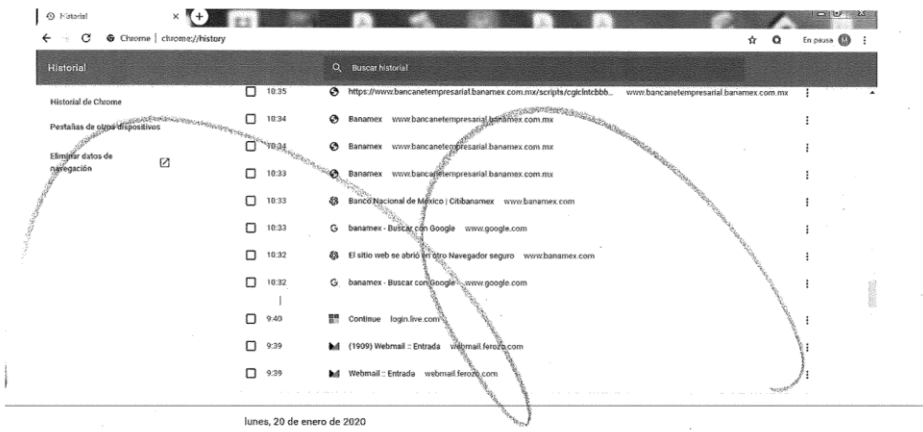 Historial
Chrome | chrome://history
En pausa M
Historial
Buscar historial
Historial de Chrome
Pestañas de otros dispositivos
Eliminar datos de navegación
10:35 https://www.bancanetempresarial.banamex.com.mx/scripts/cgiclntcbbb... www.bancanetempresarial.banamex.com.mx
10:34 Banamex www.bancanetempresarial.banamex.com.mx
10:34 Banamex www.bancanetempresarial.banamex.com.mx
10:33 Banamex www.bancanetempresarial.banamex.com.mx
10:33 Banco Nacional de México | Citibanamex www.banamex.com
10:33 G banamex - Buscar con Google www.google.com
10:32 El sitio web se abrió en otro Navegador seguro www.banamex.com
10:32 G banamex - Buscar con Google www.google.com
9:40 Continue login.live.com
9:39 (1909) Webmail :: Entrada webmail.ferozo.com
9:39 Webmail :: Entrada webmail.ferozo.com
lunes, 20 de enero de 2020